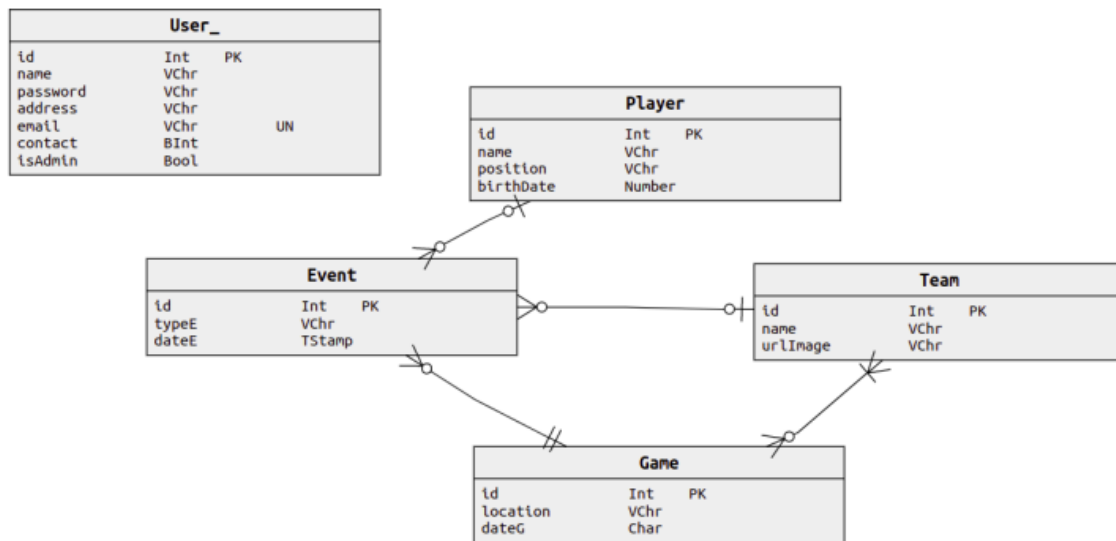 User_
id Int PK
name VChr
password VChr
address VChr
email VChr UN
contact BInt
isAdmin Bool
Player
id Int PK
name VChr
position VChr
birthDate Number
Event
id Int PK
typeE VChr
dateE TStamp
Team
id Int PK
name VChr
urlImage VChr
Game
id Int PK
location VChr
dateG Char